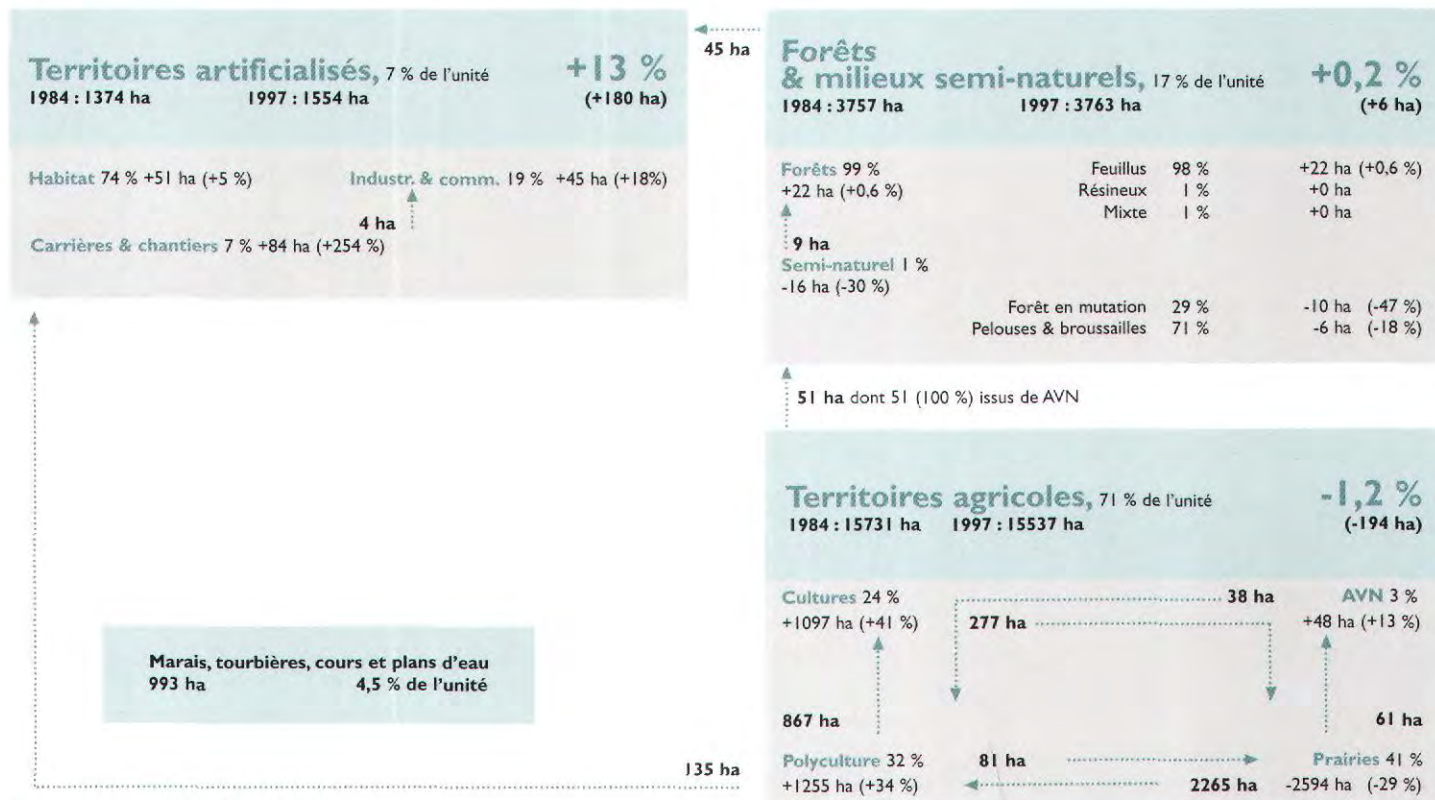 45 ha
Territoires artificialisés, 7 % de l'unité +13 %
1984 : 1374 ha 1997 : 1554 ha (+180 ha)
Habitat 74 % +51 ha (+5 %) Industr. & comm. 19 % +45 ha (+18%)
4 ha
Carrières & chantiers 7 % +84 ha (+254 %)
Forêts
& milieux semi-naturels, 17 % de l'unité +0,2 %
1984 : 3757 ha 1997 : 3763 ha (+6 ha)
Forêts 99 % Feuillus 98 % +22 ha (+0,6 %)
+22 ha (+0,6 %) Résineux 1 % +0 ha
Mixte 1 % +0 ha
9 ha
Semi-naturel 1 %
-16 ha (-30 %)
Forêt en mutation 29 % -10 ha (-47 %)
Pelouses & broussailles 71 % -6 ha (-18 %)
51 ha dont 51 (100 %) issus de AVN
Territoires agricoles, 71 % de l'unité -1,2 %
1984 : 15731 ha 1997 : 15537 ha (-194 ha)
Cultures 24 % 38 ha AVN 3 %
+1097 ha (+41 %) 277 ha +48 ha (+13 %)
867 ha 61 ha
Polyculture 32 % 81 ha Prairies 41 %
+1255 ha (+34 %) 2265 ha -2594 ha (-29 %)
Marais, tourbières, cours et plans d'eau
993 ha 4,5 % de l'unité
135 ha